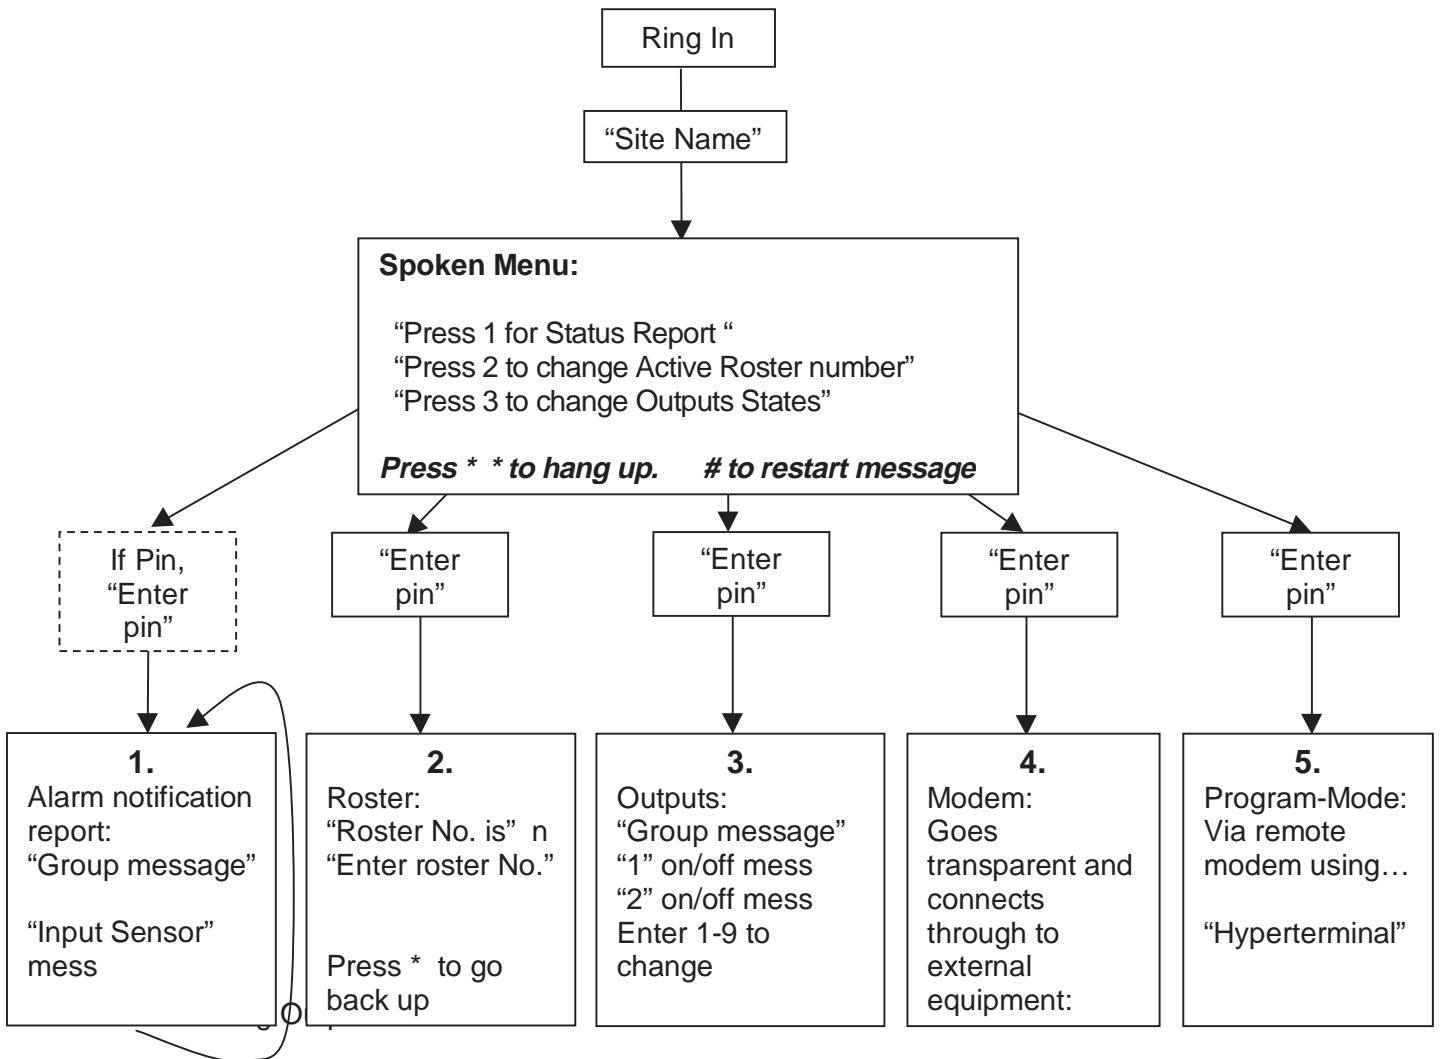 Ring In
“Site Name”
Spoken Menu:
“Press 1 for Status Report “
“Press 2 to change Active Roster number”
“Press 3 to change Outputs States”
Press * * to hang up. # to restart message
If Pin,
“Enter
pin”
“Enter
pin”
“Enter
pin”
“Enter
pin”
“Enter
pin”
1.
Alarm notification
report:
“Group message”
“Input Sensor”
mess
2.
Roster:
“Roster No. is” n
“Enter roster No.”
Press * to go
back up
3.
Outputs:
“Group message”
“1” on/off mess
“2” on/off mess
Enter 1-9 to
change
4.
Modem:
Goes
transparent and
connects
through to
external
equipment:
5.
Program-Mode:
Via remote
modem using…
“Hyperterminal”